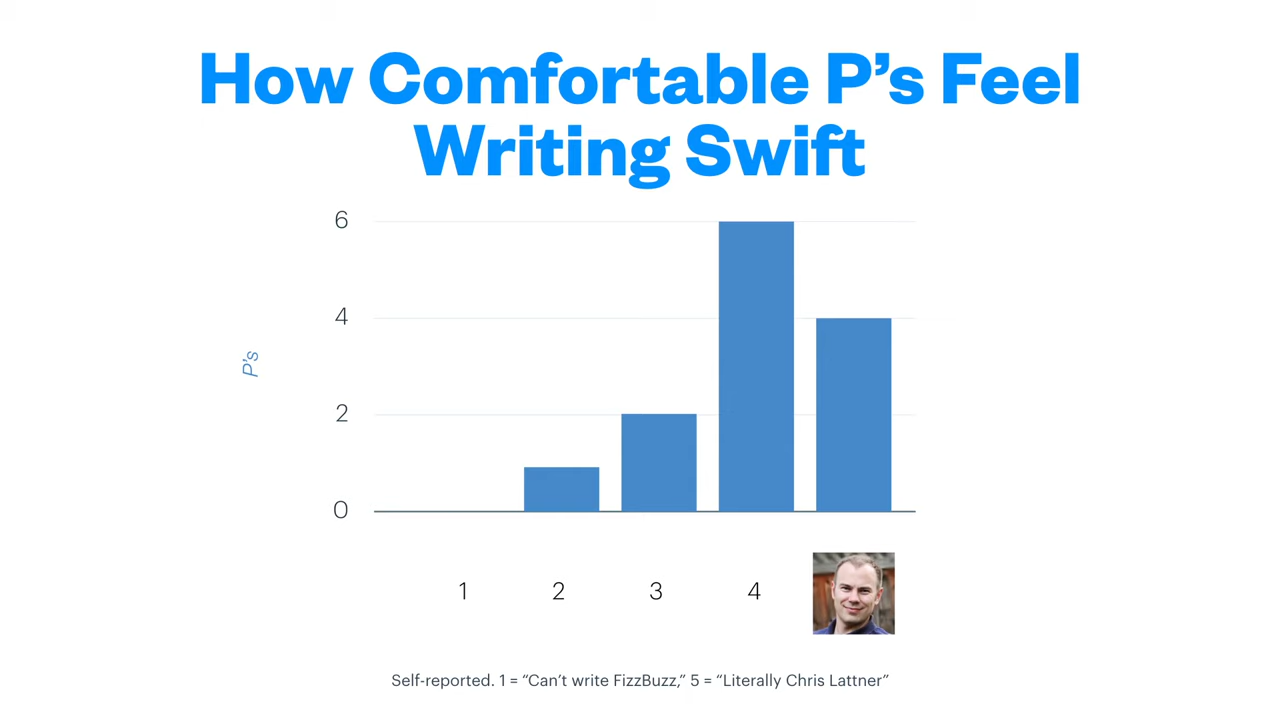 How Comfortable P’s Feel
Writing Swift
6
4
P’s
2
0
1 2 3 4
Self-reported. 1 = “Can’t write FizzBuzz,” 5 = “Literally Chris Lattner”